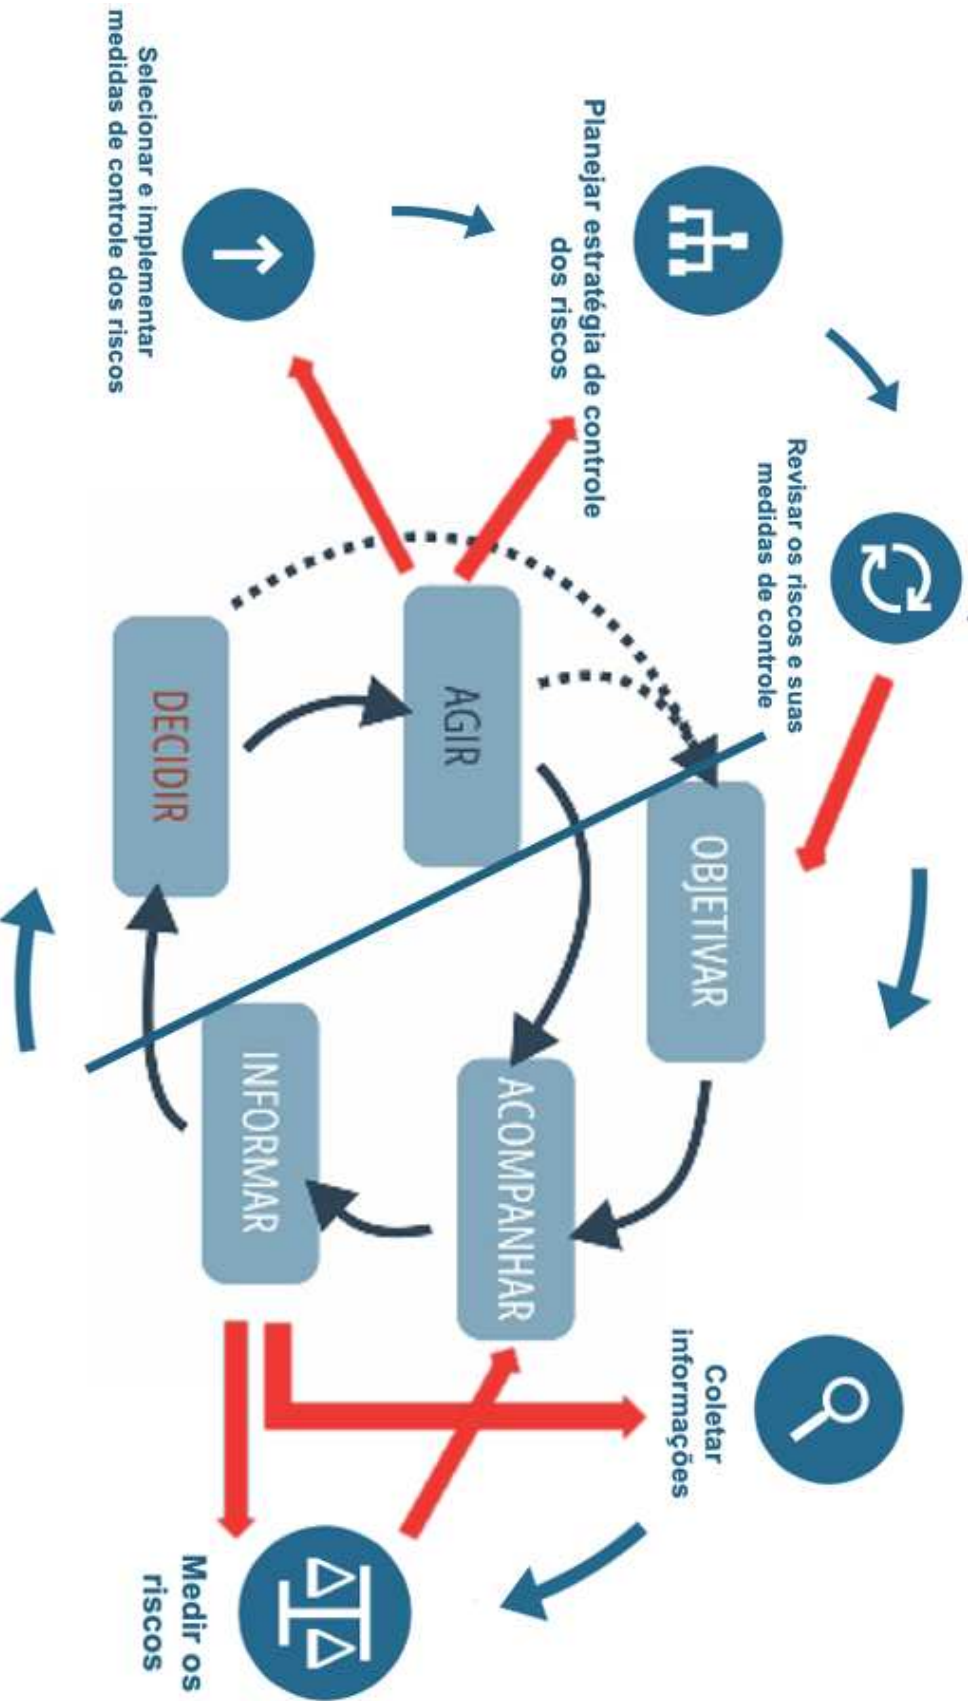 Revisar os riscos e suas
medidas de controle
Planejar estratégia de controle
dos riscos
Coletar
informações
OBJETIVAR
AGIR
ACOMPANHAR
DECIDIR
INFORMAR
Selecionar e implementar
medidas de controle dos riscos
Medir os
riscos